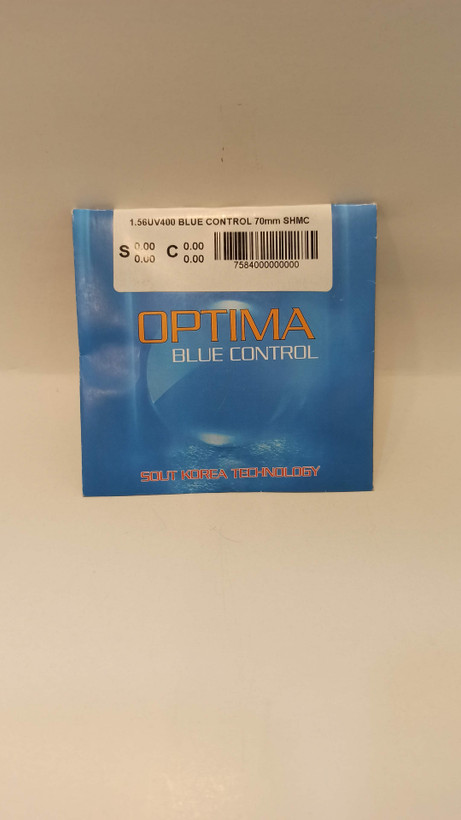 1.56UV400 BLUE CONTROL 70mm SHMC
S 0.00 C 0.00
0.00 0.00
7584000000000
OPTIMA
BLUE CONTROL
SOUT KOREA TECHNOLOGY